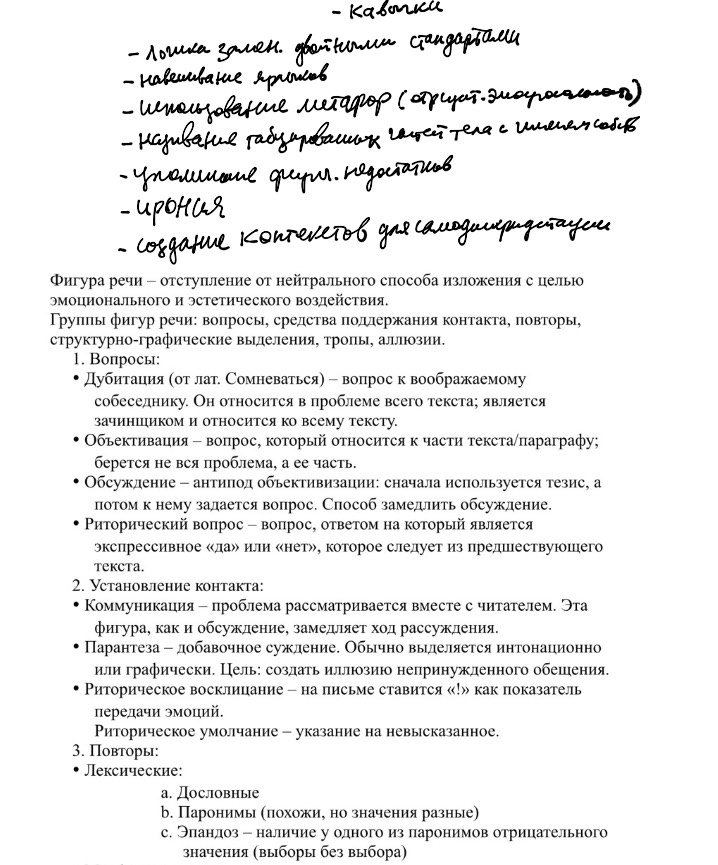 - Кавычки
- Логика замен. двойными стандартами
- навешивание ярлыков
- использование метафор (отрицат. эмоциональность)
- называние табуированных частей тела с именем собств
- упоминание физич. недостатков
- ирония
- создание контекстов для самодискредитации
Фигура речи – отступление от нейтрального способа изложения с целью
эмоционального и эстетического воздействия.
Группы фигур речи: вопросы, средства поддержания контакта, повторы,
структурно-графические выделения, тропы, аллюзии.
1. Вопросы:
• Дубитация (от лат. Сомневаться) – вопрос к воображаемому
собеседнику. Он относится в проблеме всего текста; является
зачинщиком и относится ко всему тексту.
• Объективация – вопрос, который относится к части текста/параграфу;
берется не вся проблема, а ее часть.
• Обсуждение – антипод объективизации: сначала используется тезис, а
потом к нему задается вопрос. Способ замедлить обсуждение.
• Риторический вопрос – вопрос, ответом на который является
экспрессивное «да» или «нет», которое следует из предшествующего
текста.
2. Установление контакта:
• Коммуникация – проблема рассматривается вместе с читателем. Эта
фигура, как и обсуждение, замедляет ход рассуждения.
• Парантеза – добавочное суждение. Обычно выделяется интонационно
или графически. Цель: создать иллюзию непринужденного обещения.
• Риторическое восклицание – на письме ставится «!» как показатель
передачи эмоций.
Риторическое умолчание – указание на невысказанное.
3. Повторы:
• Лексические:
a. Дословные
b. Паронимы (похожи, но значения разные)
c. Эпандоз – наличие у одного из паронимов отрицательного
значения (выборы без выбора)